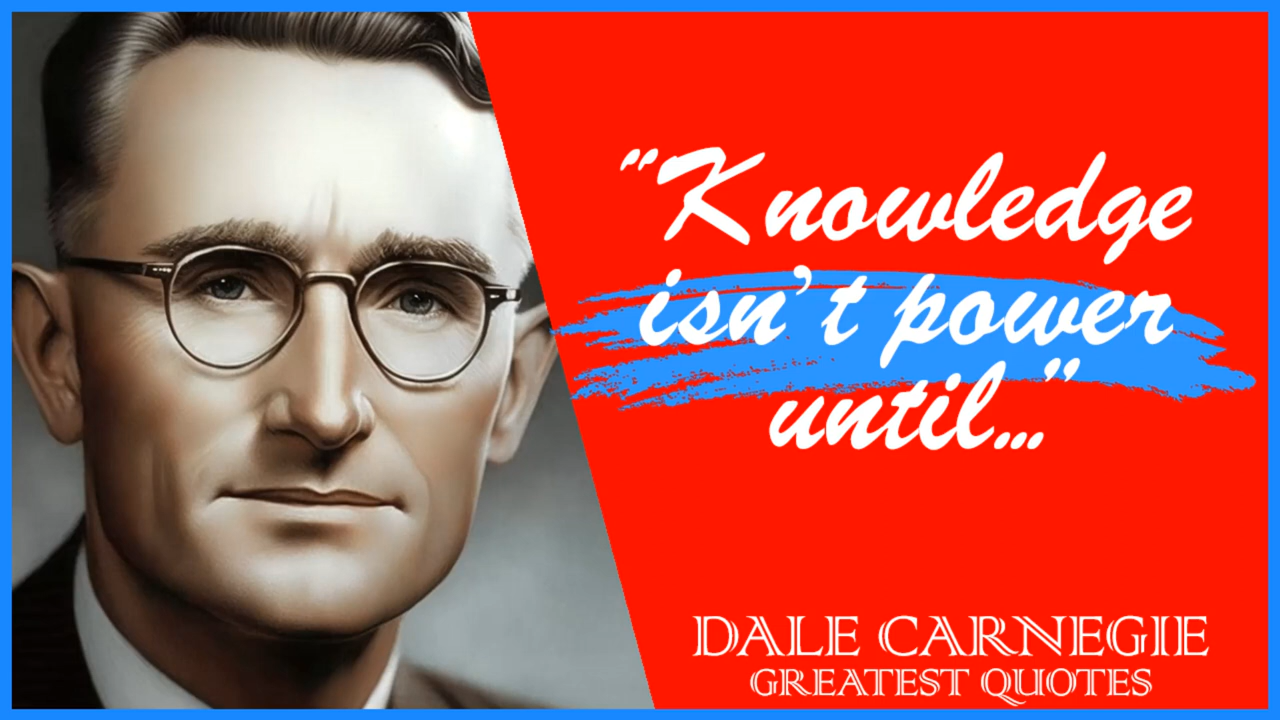 "Knowledge
isn't power
until..."
DALE CARNEGIE
GREATEST QUOTES